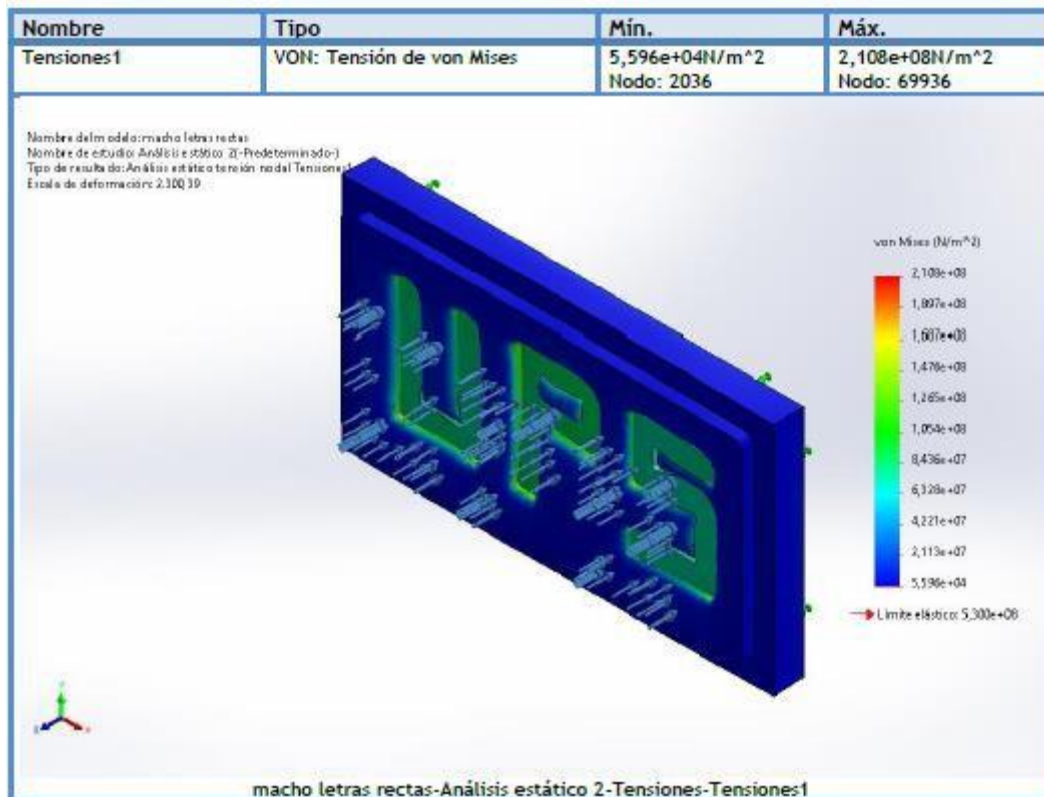 Nombre Tipo Mín. Máx.
Tensiones1 VON: Tensión de von Mises 5,596e+04N/m^2 2,108e+08N/m^2
Nodo: 2036 Nodo: 69936
Nombre del modelo: macho letras rectas
Nombre de estudio: Análisis estático 2(-Predeterminado-)
Tipo de resultado: Análisis estático tensión nodal Tensiones1
Escala de deformación: 2.300,39
von Mises (N/m^2)
2,108e+08
1,897e+08
1,687e+08
1,476e+08
1,265e+08
1,054e+08
8,436e+07
6,328e+07
4,221e+07
2,113e+07
5,596e+04
Límite elástico: 5,300e+08
UPS
macho letras rectas-Análisis estático 2-Tensiones-Tensiones1